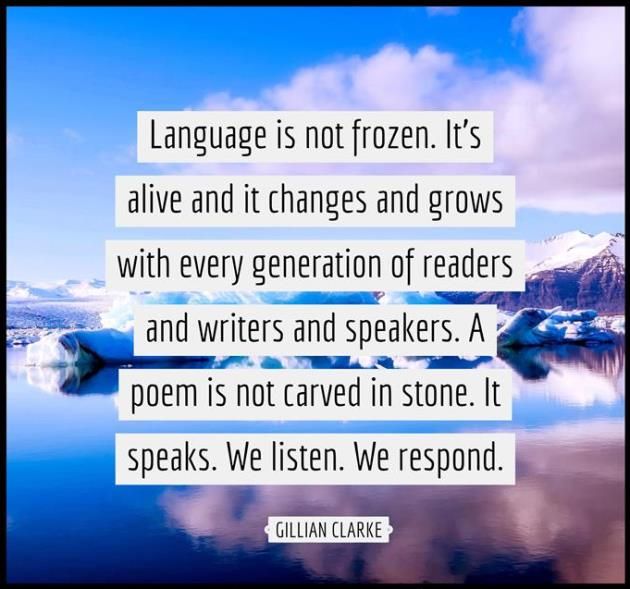 Language is not frozen. It's
alive and it changes and grows
with every generation of readers
and writers and speakers. A
poem is not carved in stone. It
speaks. We listen. We respond.
GILLIAN CLARKE